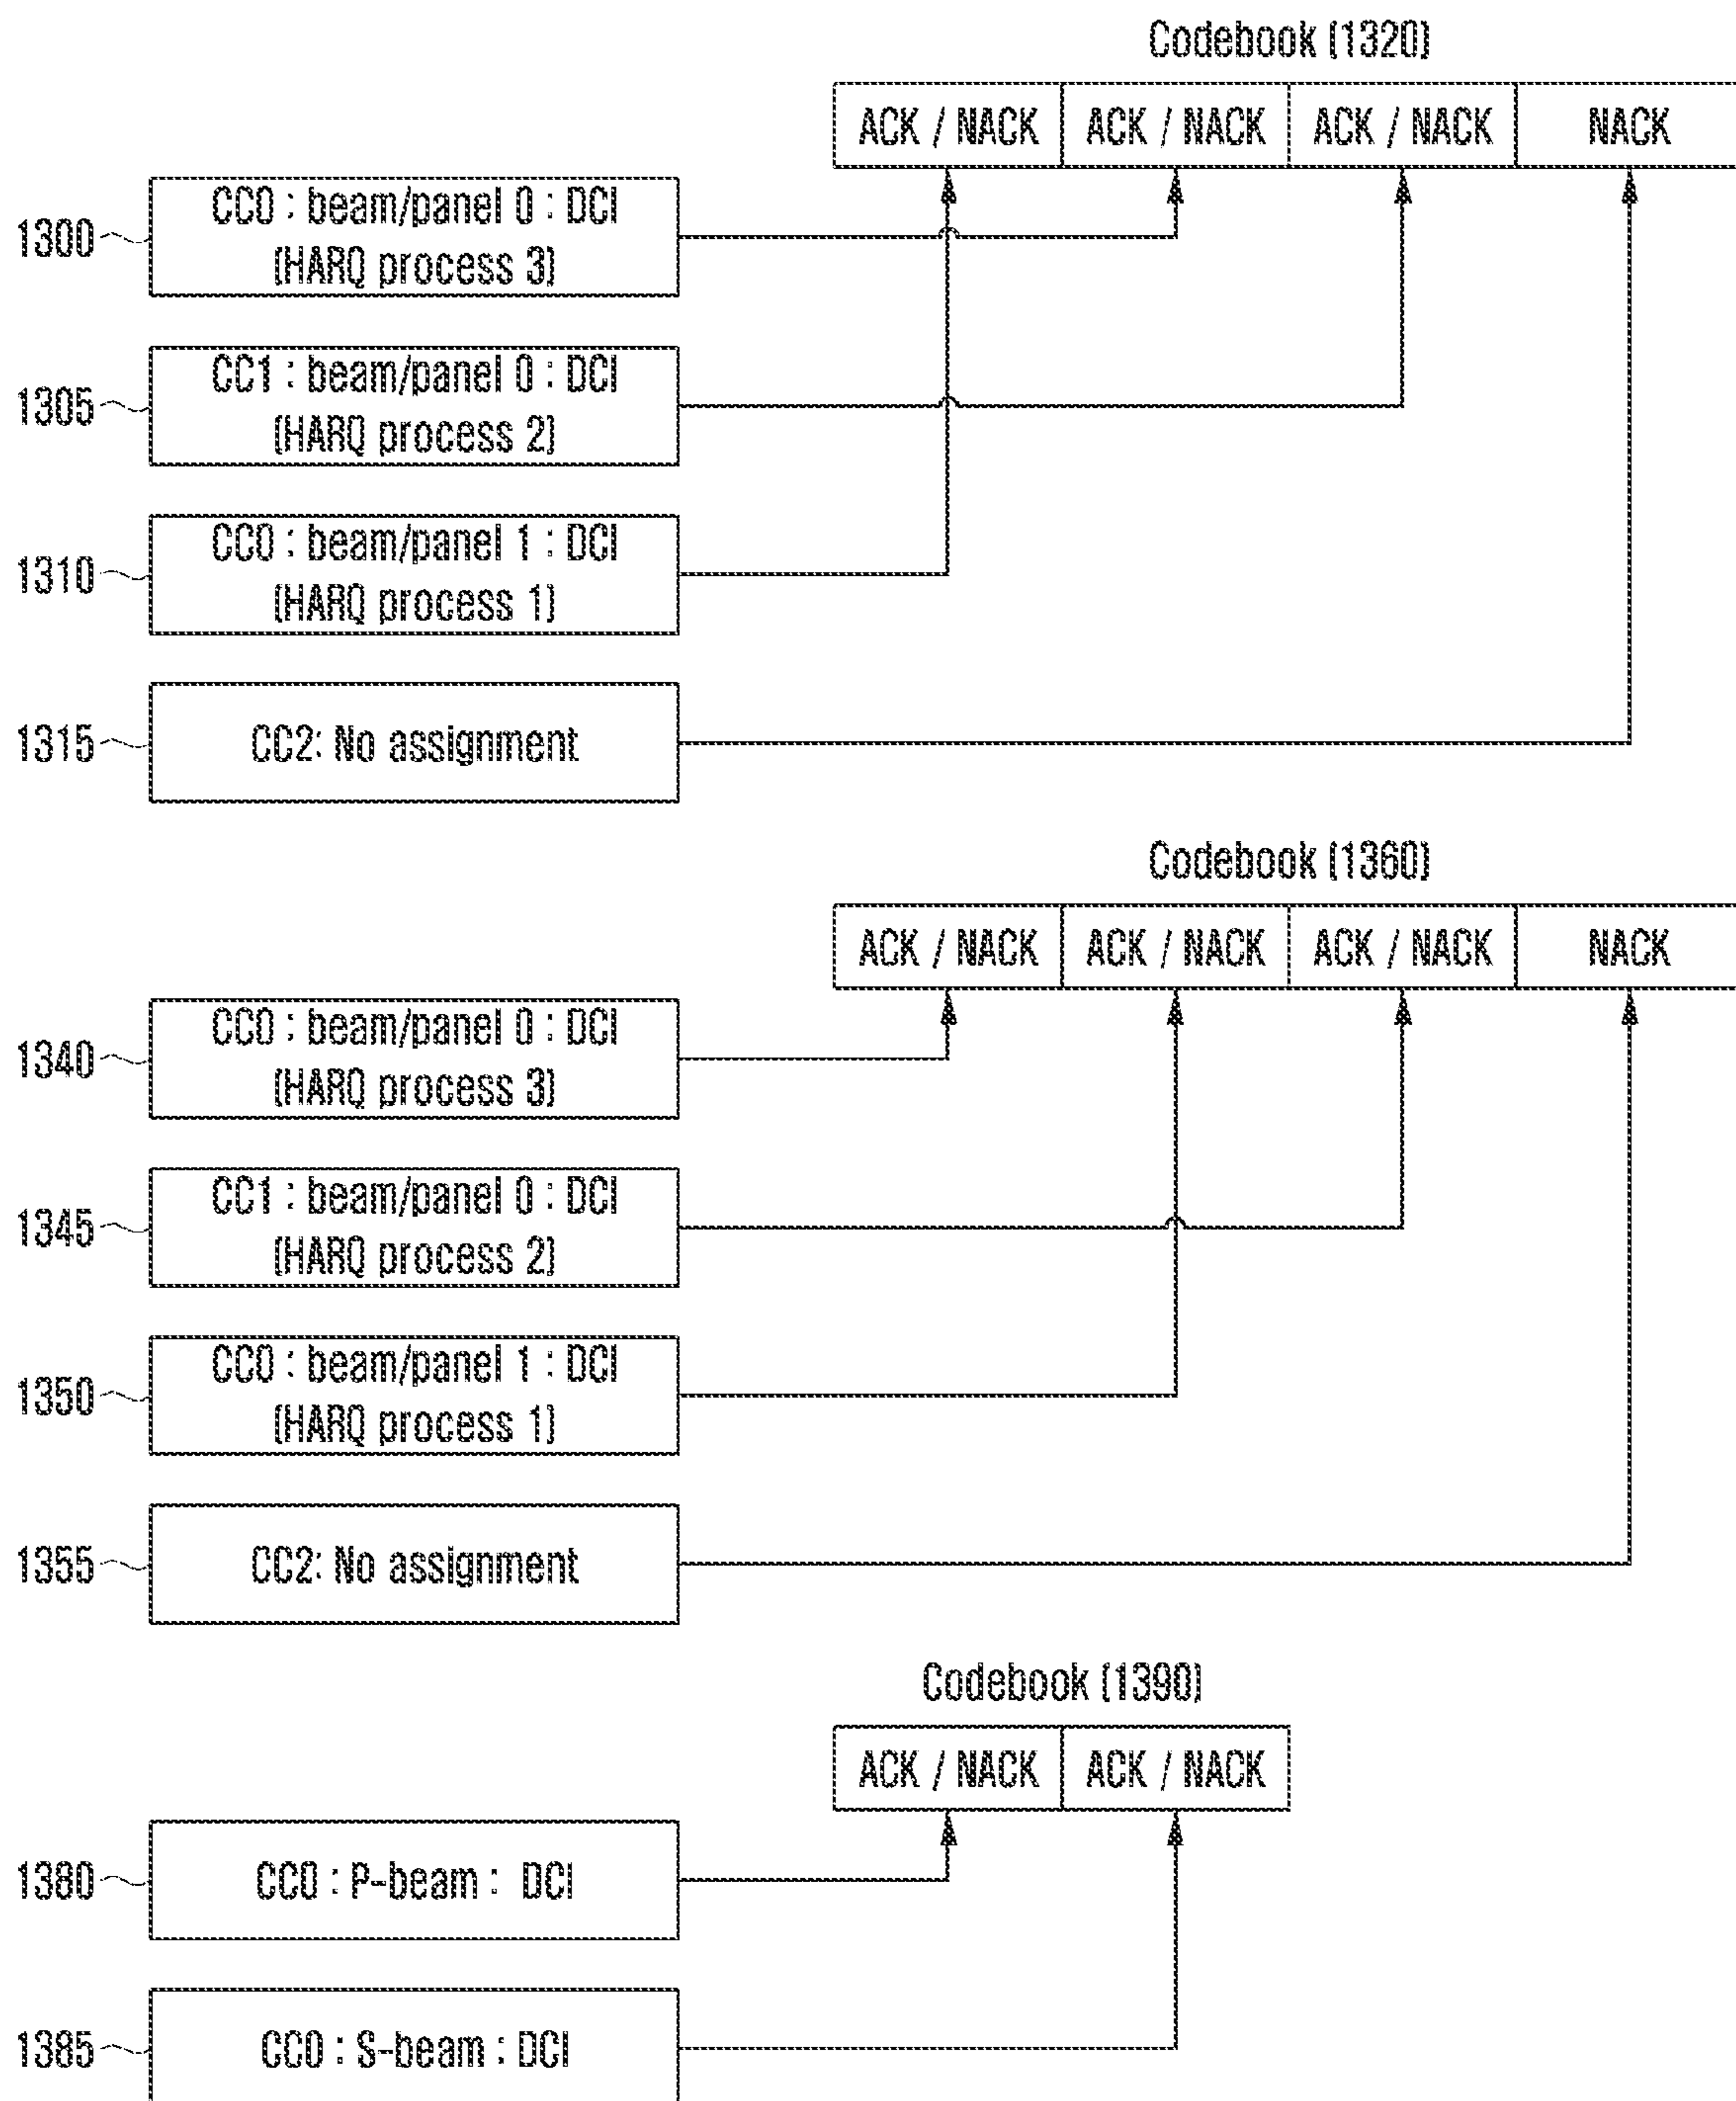 Codebook (1320)
ACK / NACK ACK / NACK ACK / NACK NACK
1300 CC0 : beam/panel 0 : DCI
(HARQ process 3)
1305 CC1 : beam/panel 0 : DCI
(HARQ process 2)
1310 CC0 : beam/panel 1 : DCI
(HARQ process 1)
1315 CC2: No assignment
Codebook (1360)
ACK / NACK ACK / NACK ACK / NACK NACK
1340 CC0 : beam/panel 0 : DCI
(HARQ process 3)
1345 CC1 : beam/panel 0 : DCI
(HARQ process 2)
1350 CC0 : beam/panel 1 : DCI
(HARQ process 1)
1355 CC2: No assignment
Codebook (1390)
ACK / NACK ACK / NACK
1380 CC0 : P-beam : DCI
1385 CC0 : S-beam : DCI